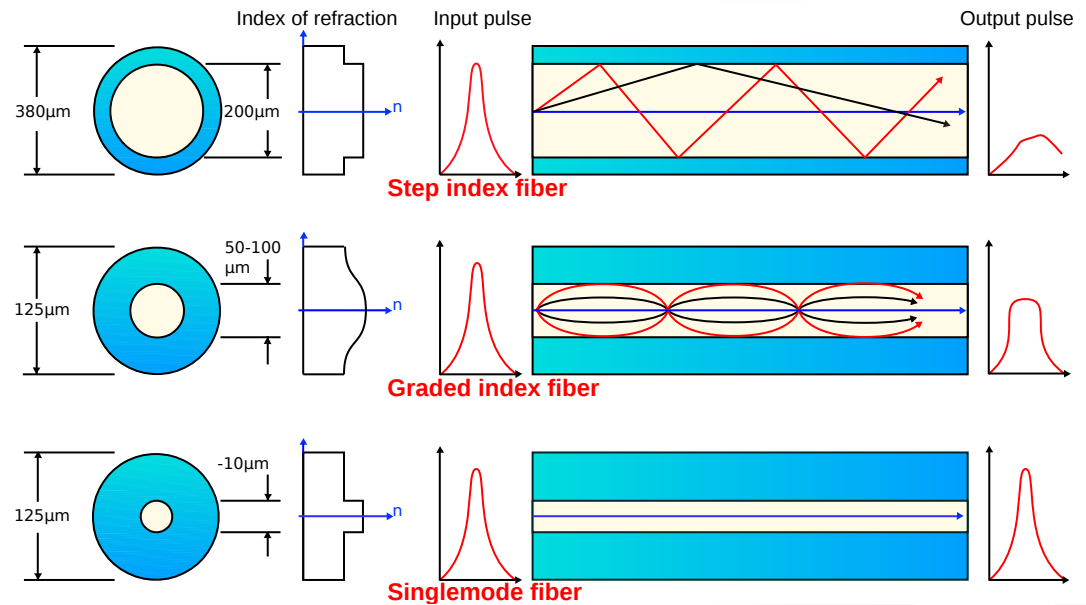 Index of refraction
Input pulse
Output pulse
380μm
200μm
n
Step index fiber
50-100
μm
125μm
n
Graded index fiber
-10μm
125μm
n
Singlemode fiber